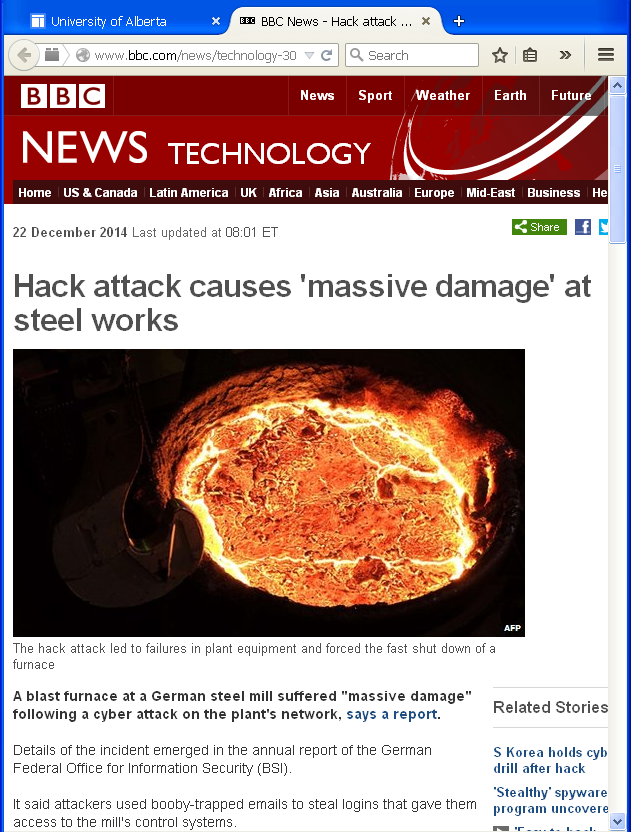 University of Alberta
BBC BBC News - Hack attack ...
www.bbc.com/news/technology-30
Search
BBC
News Sport Weather Earth Future
NEWS TECHNOLOGY
Home US & Canada Latin America UK Africa Asia Australia Europe Mid-East Business He
22 December 2014 Last updated at 08:01 ET
Share
Hack attack causes 'massive damage' at
steel works
AFP
The hack attack led to failures in plant equipment and forced the fast shut down of a
furnace
A blast furnace at a German steel mill suffered "massive damage"
following a cyber attack on the plant's network, says a report.
Details of the incident emerged in the annual report of the German
Federal Office for Information Security (BSI).
It said attackers used booby-trapped emails to steal logins that gave them
access to the mill's control systems.
Related Stories
S Korea holds cyb
drill after hack
'Stealthy' spyware
program uncovere